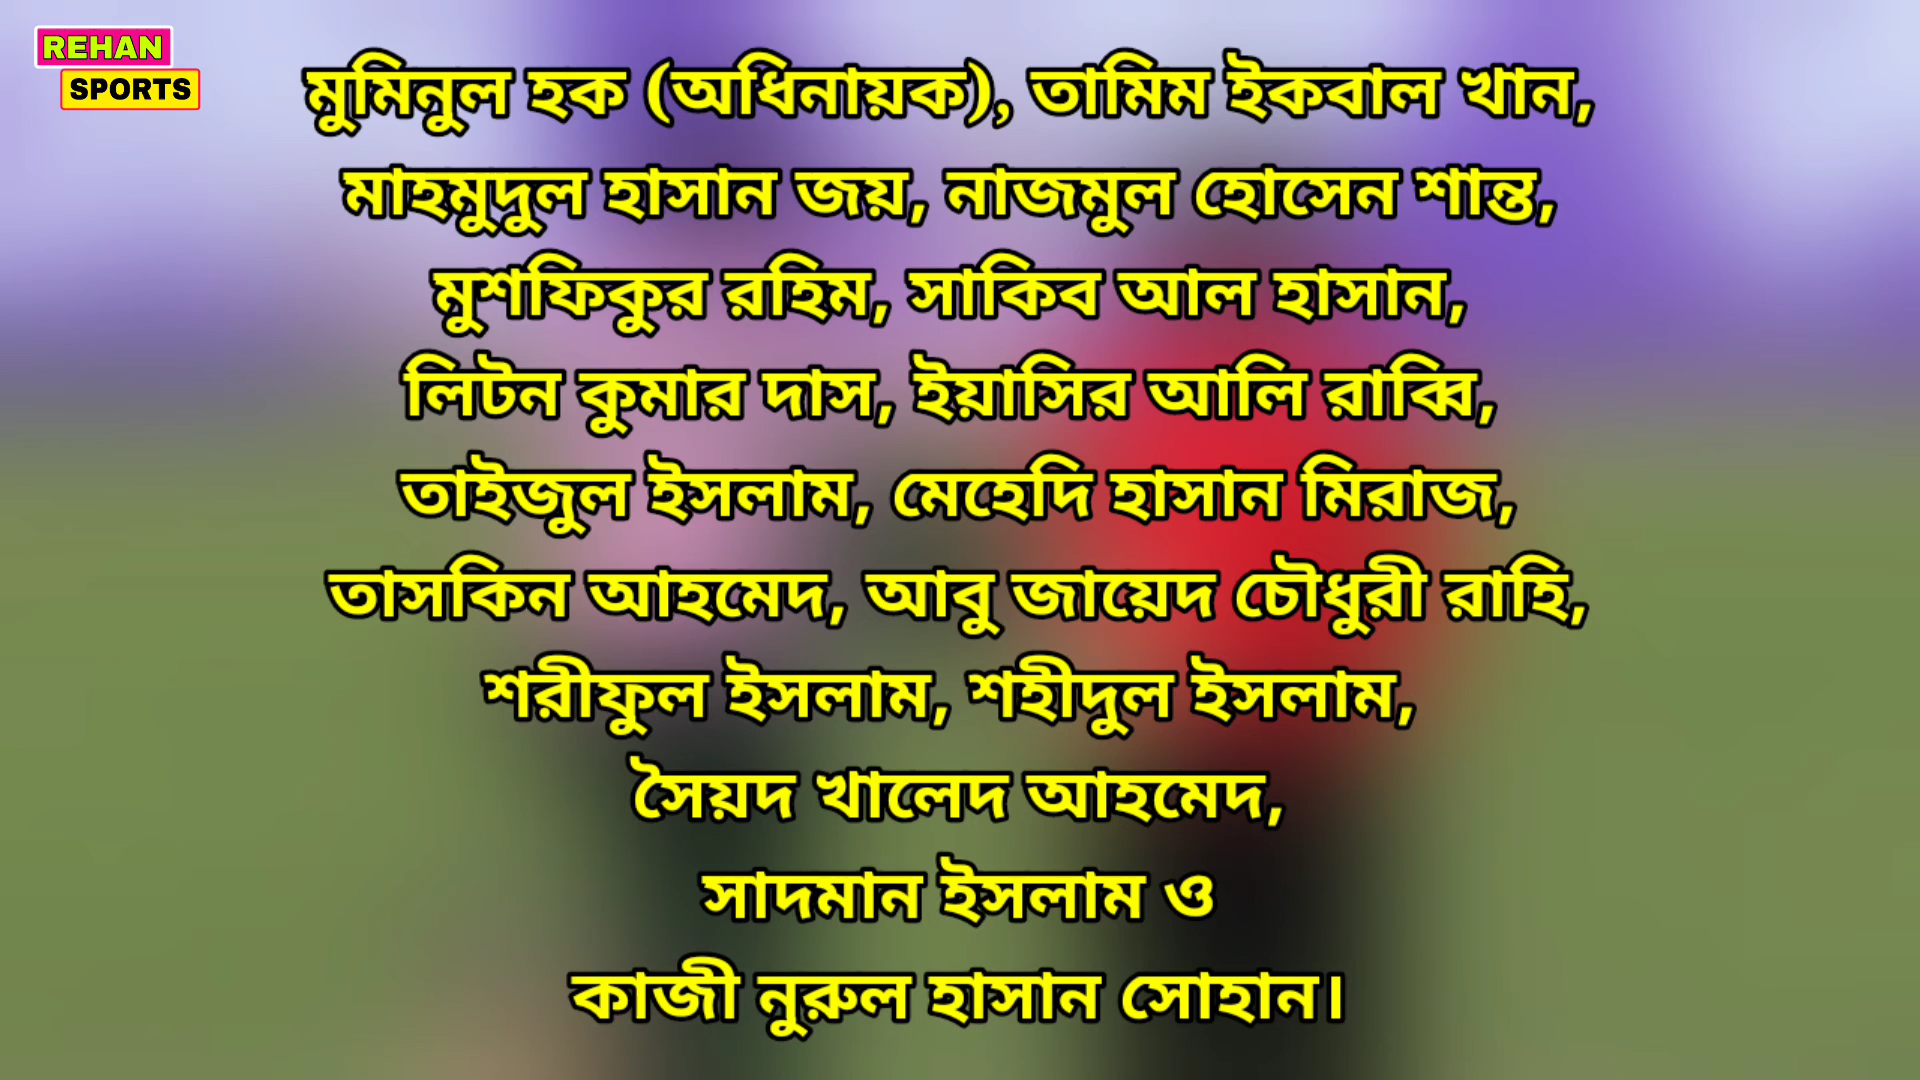 REHAN
SPORTS
মুমিনুল হক (অধিনায়ক), তামিম ইকবাল খান,
মাহমুদুল হাসান জয়, নাজমুল হোসেন শান্ত,
মুশফিকুর রহিম, সাকিব আল হাসান,
লিটন কুমার দাস, ইয়াসির আলি রাব্বি,
তাইজুল ইসলাম, মেহেদি হাসান মিরাজ,
তাসকিন আহমেদ, আবু জায়েদ চৌধুরী রাহি,
শরীফুল ইসলাম, শহীদুল ইসলাম,
সৈয়দ খালেদ আহমেদ,
সাদমান ইসলাম ও
কাজী নুরুল হাসান সোহান।